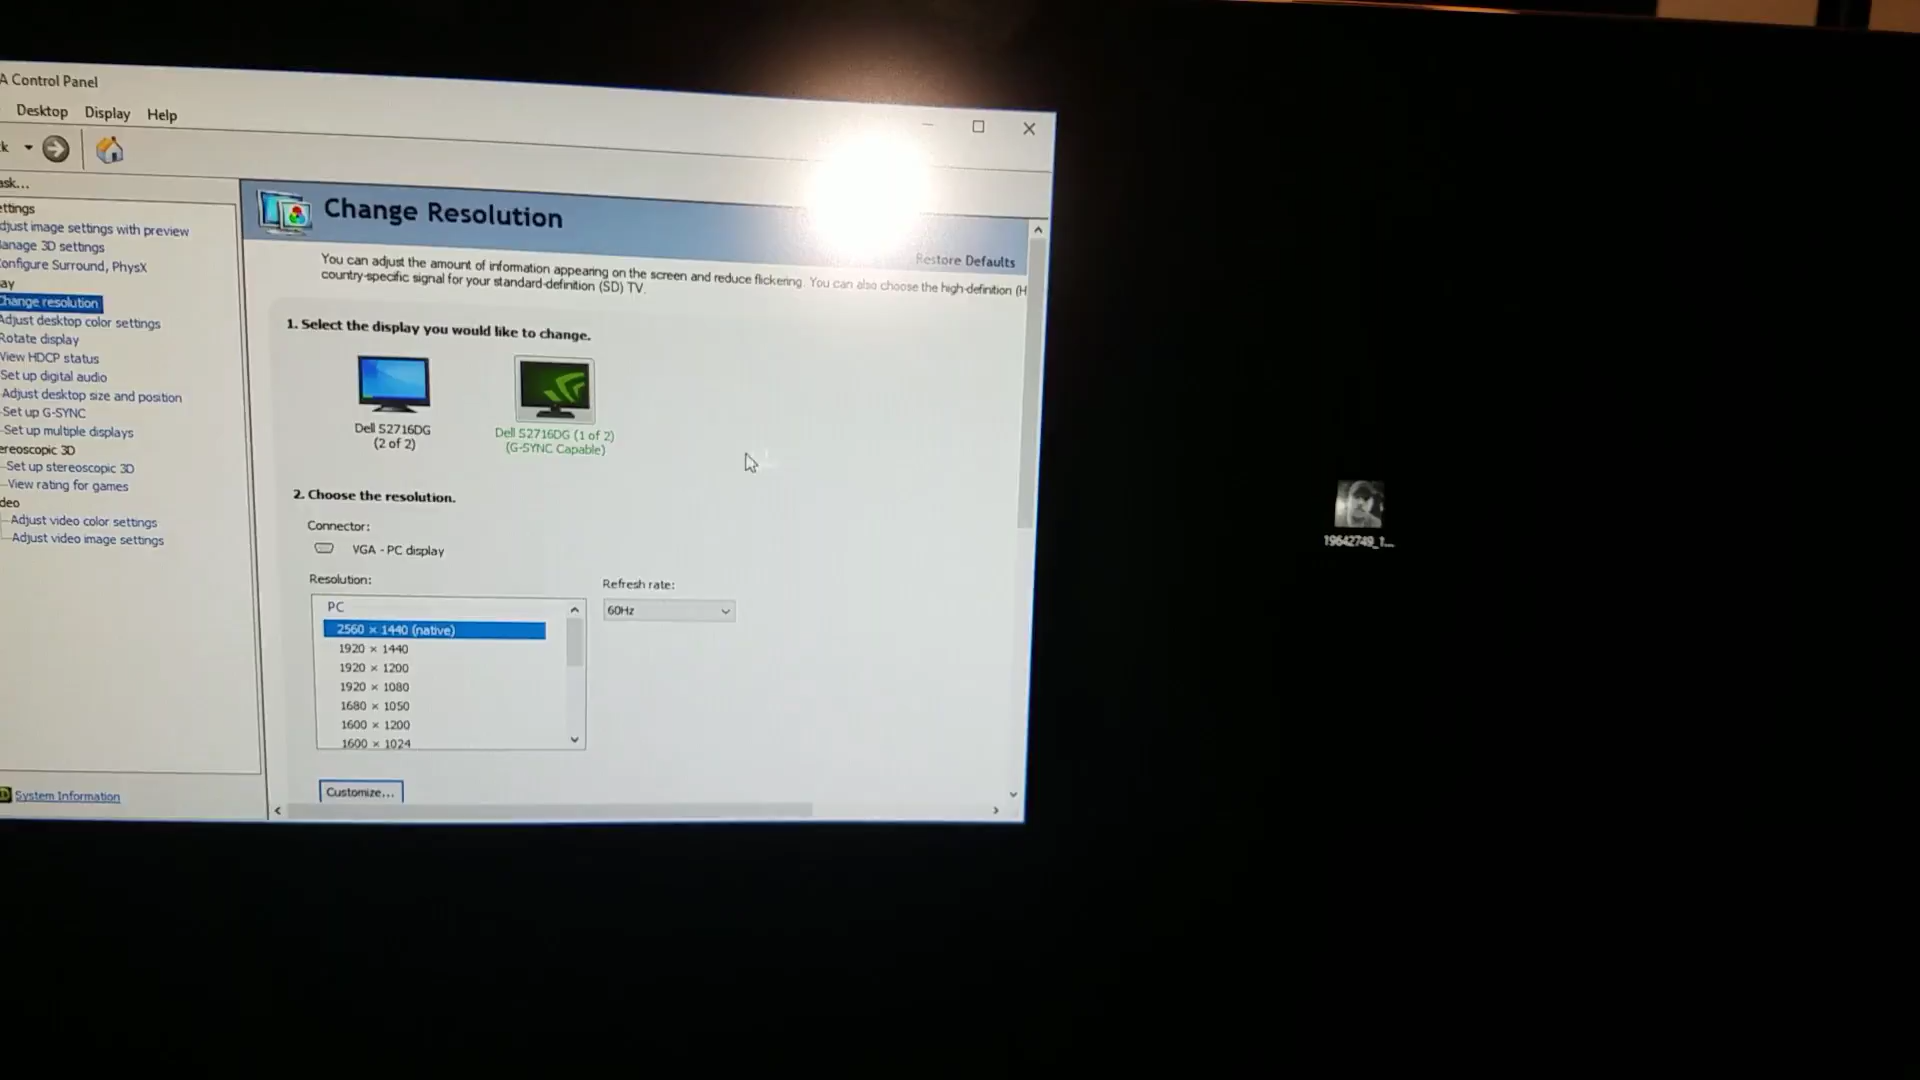 A Control Panel
Desktop Display Help
k
ask...
ettings
djust image settings with preview
anage 3D settings
onfigure Surround, PhysX
ay
Change resolution
Adjust desktop color settings
Rotate display
View HDCP status
Set up digital audio
Adjust desktop size and position
Set up G-SYNC
Set up multiple displays
ereoscopic 3D
Set up stereoscopic 3D
View rating for games
deo
Adjust video color settings
Adjust video image settings
System Information
Change Resolution
Restore Defaults
You can adjust the amount of information appearing on the screen and reduce flickering. You can also choose the high-definition (H
country-specific signal for your standard-definition (SD) TV.
1. Select the display you would like to change.
Dell S2716DG
(2 of 2)
Dell S2716DG (1 of 2)
(G-SYNC Capable)
2. Choose the resolution.
Connector:
VGA - PC display
Resolution:
Refresh rate:
PC
60Hz
2560 × 1440 (native)
1920 × 1440
1920 × 1200
1920 × 1080
1680 × 1050
1600 × 1200
1600 × 1024
Customize...
19642749_1...